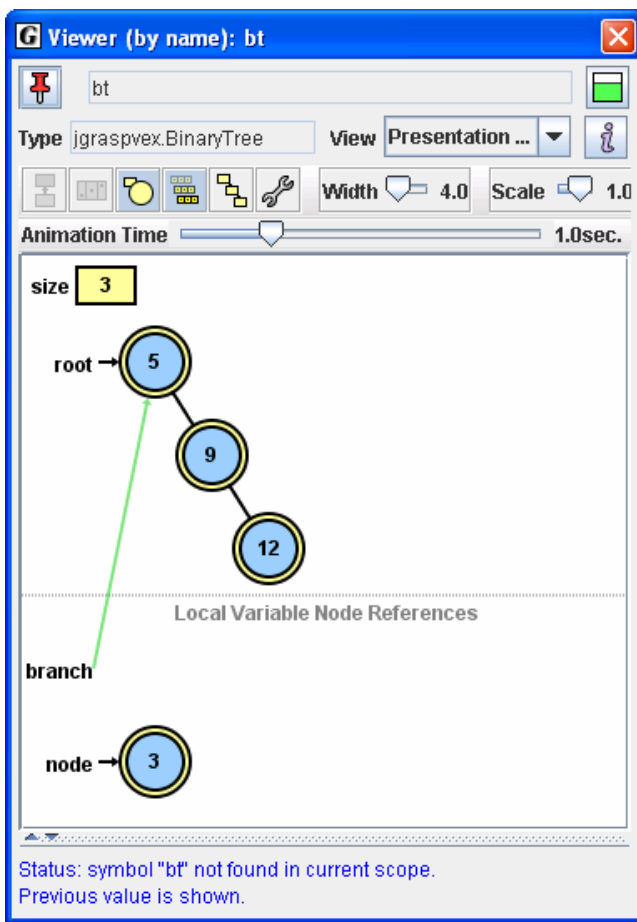 G Viewer (by name): bt
bt
Type jgraspvex.BinaryTree View Presentation ...
Width 4.0 Scale 1.0
Animation Time 1.0sec.
size 3
root 5
9
12
Local Variable Node References
branch
node 3
Status: symbol "bt" not found in current scope.
Previous value is shown.